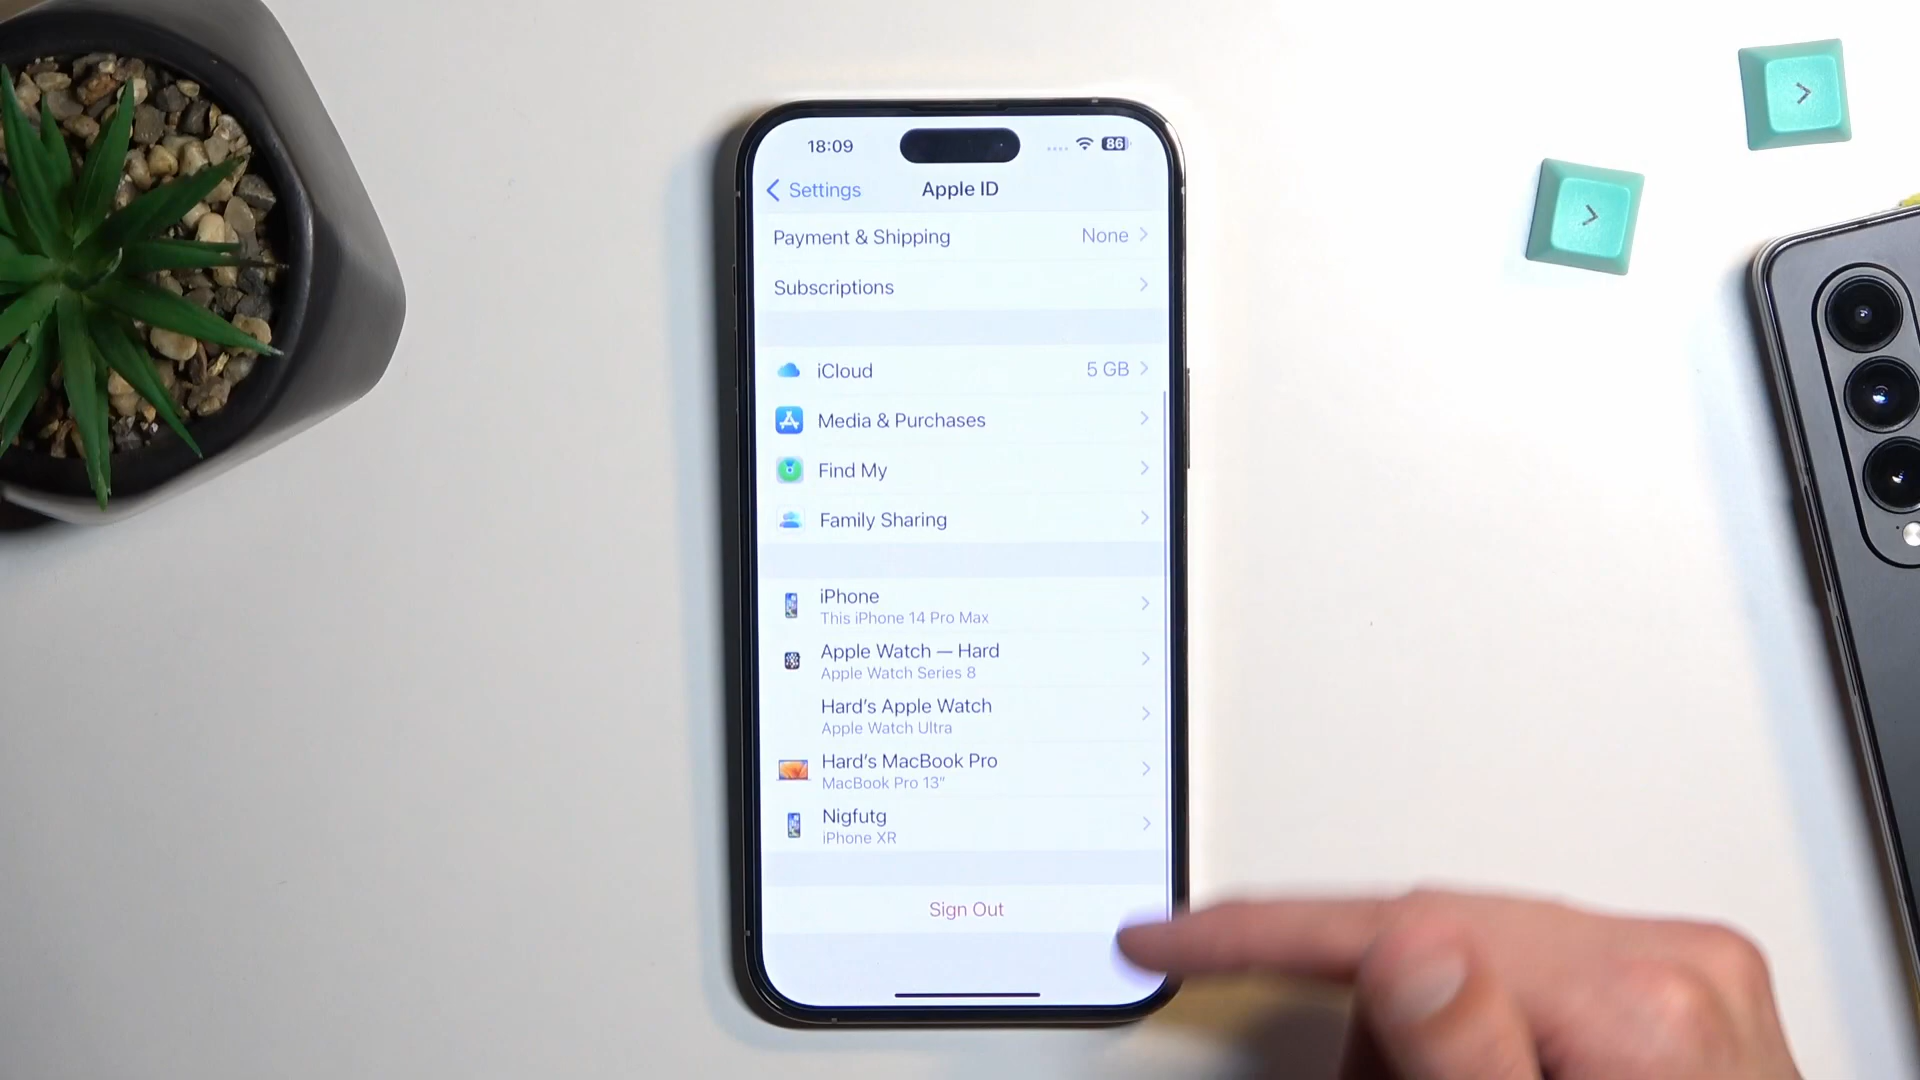 18:09
86
Settings
Apple ID
Payment & Shipping None
Subscriptions
iCloud 5 GB
Media & Purchases
Find My
Family Sharing
iPhone
This iPhone 14 Pro Max
Apple Watch — Hard
Apple Watch Series 8
Hard's Apple Watch
Apple Watch Ultra
Hard's MacBook Pro
MacBook Pro 13"
Nigfutg
iPhone XR
Sign Out